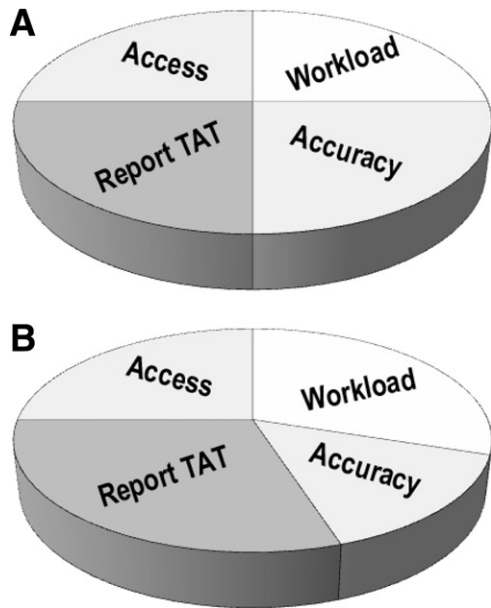 A
Access
Workload
Report TAT
Accuracy
B
Access
Workload
Report TAT
Accuracy